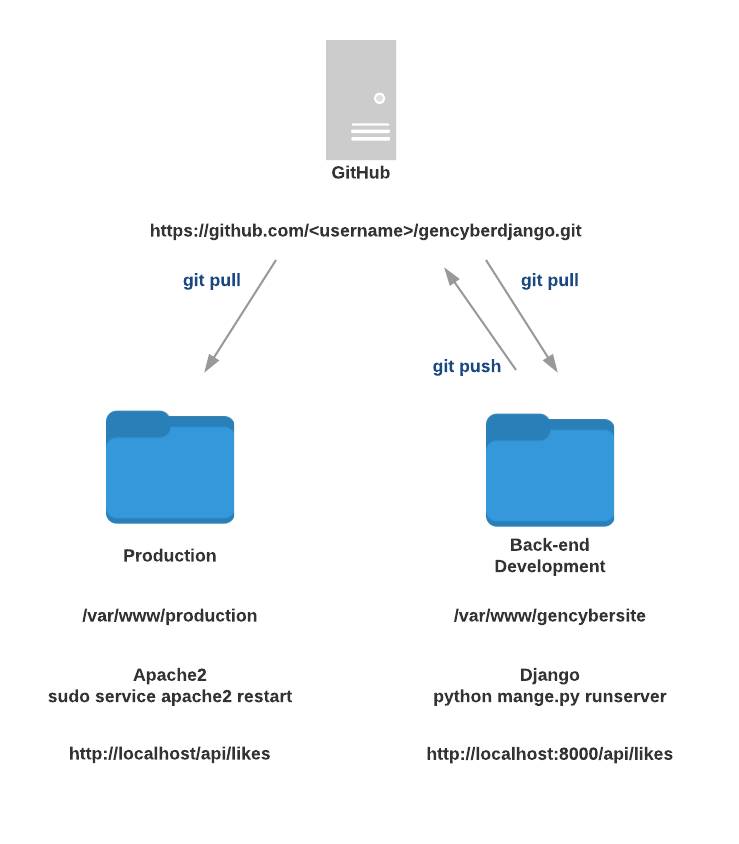 GitHub
https://github.com/<username>/gencyberdjango.git
git pull
git pull
git push
Production
Back-end
Development
/var/www/production
/var/www/gencybersite
Apache2
sudo service apache2 restart
Django
python mange.py runserver
http://localhost/api/likes
http://localhost:8000/api/likes